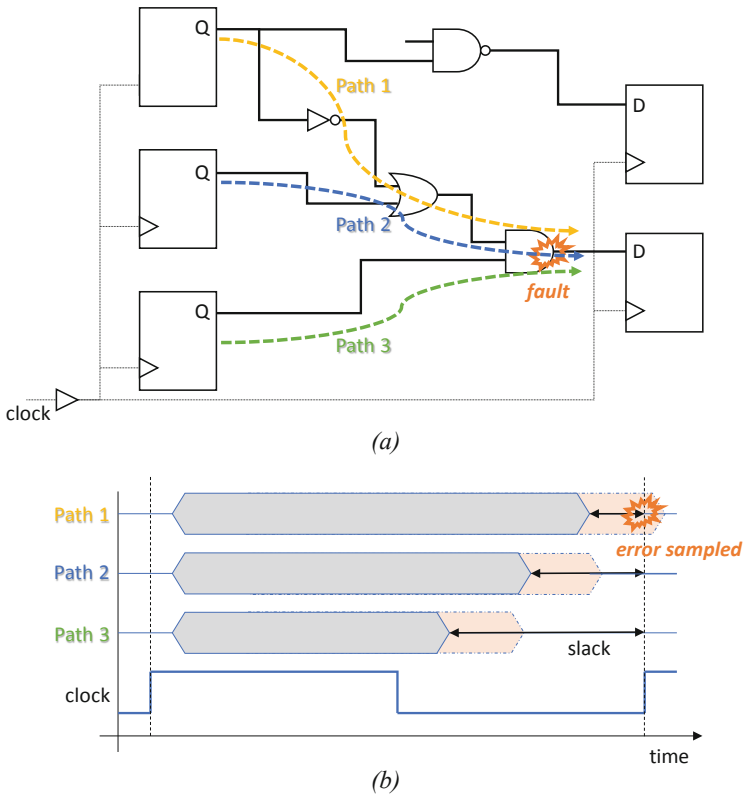 Q
Path 1
D
Q
Path 2
D
fault
Q
Path 3
clock
(a)
Path 1
error sampled
Path 2
Path 3
slack
clock
time
(b)